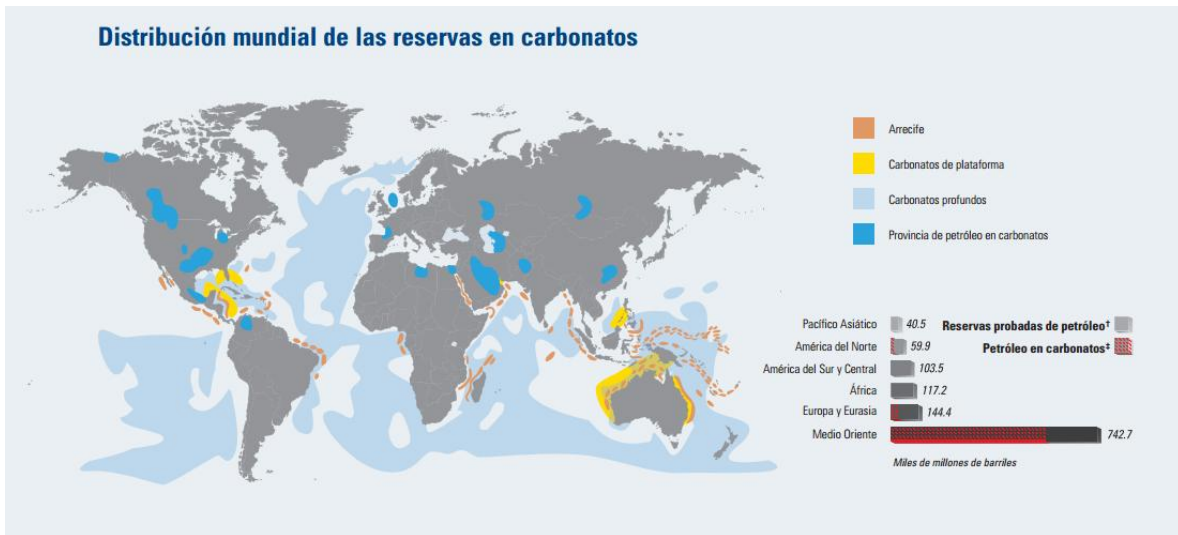 Distribución mundial de las reservas en carbonatos
Arrecife
Carbonatos de plataforma
Carbonatos profundos
Provincia de petróleo en carbonatos
Pacífico Asiático 40.5 Reservas probadas de petróleo†
América del Norte 59.9 Petróleo en carbonatos‡
América del Sur y Central 103.5
África 117.2
Europa y Eurasia 144.4
Medio Oriente 742.7
Miles de millones de barriles